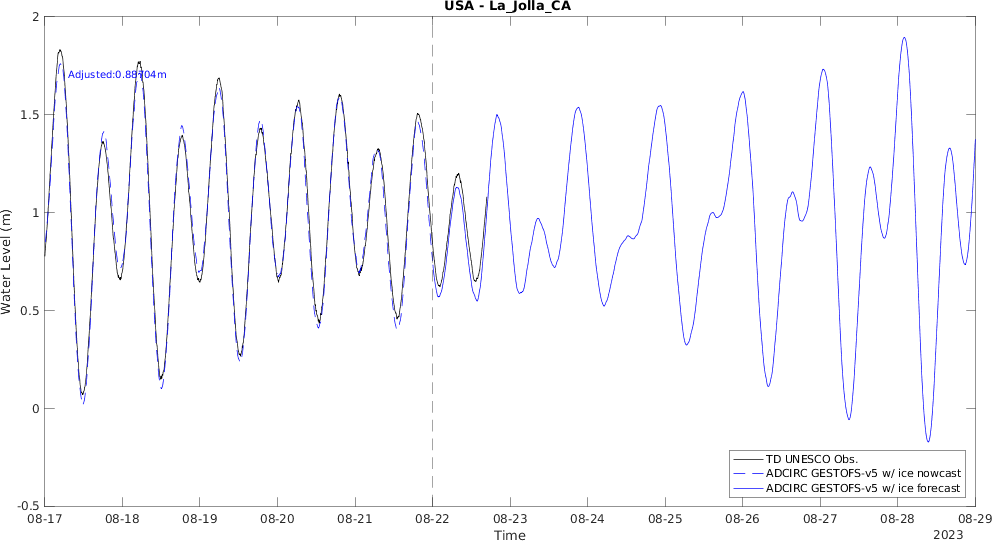 USA - La_Jolla_CA
2
1.5
1
0.5
0
-0.5
Water Level (m)
Adjusted:0.88704m
TD UNESCO Obs.
ADCIRC GESTOFS-v5 w/ ice nowcast
ADCIRC GESTOFS-v5 w/ ice forecast
08-17 08-18 08-19 08-20 08-21 08-22 08-23 08-24 08-25 08-26 08-27 08-28 08-29
Time
2023